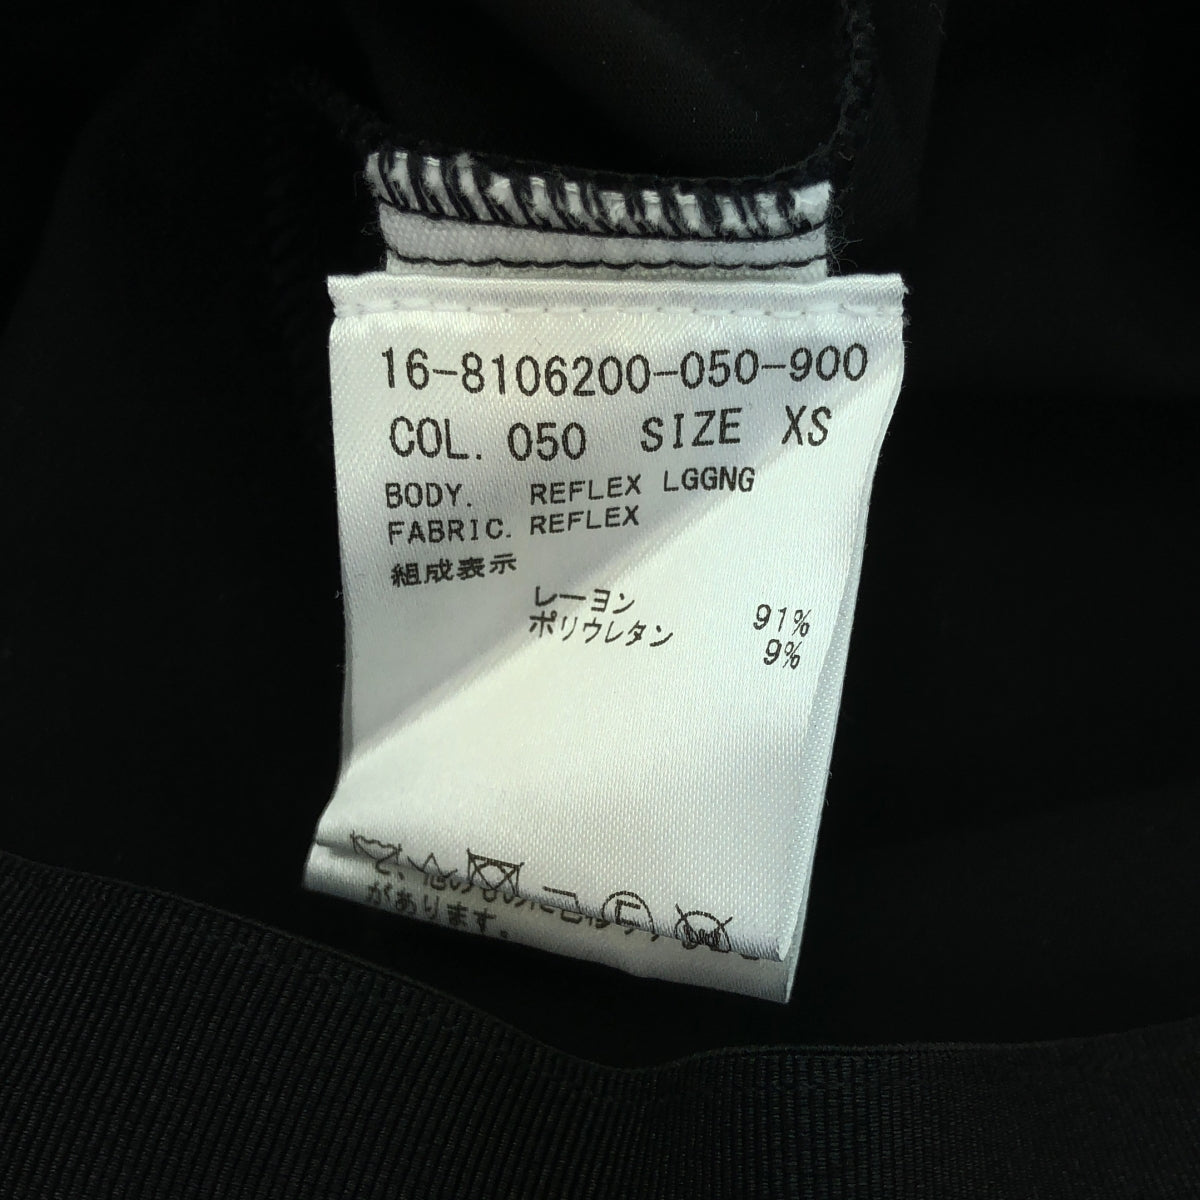 16-8106200-050-900
COL. 050 SIZE XS
BODY. REFLEX LGGNG
FABRIC. REFLEX
組成表示
レーヨン 91%
ポリウレタン 9%
があります。